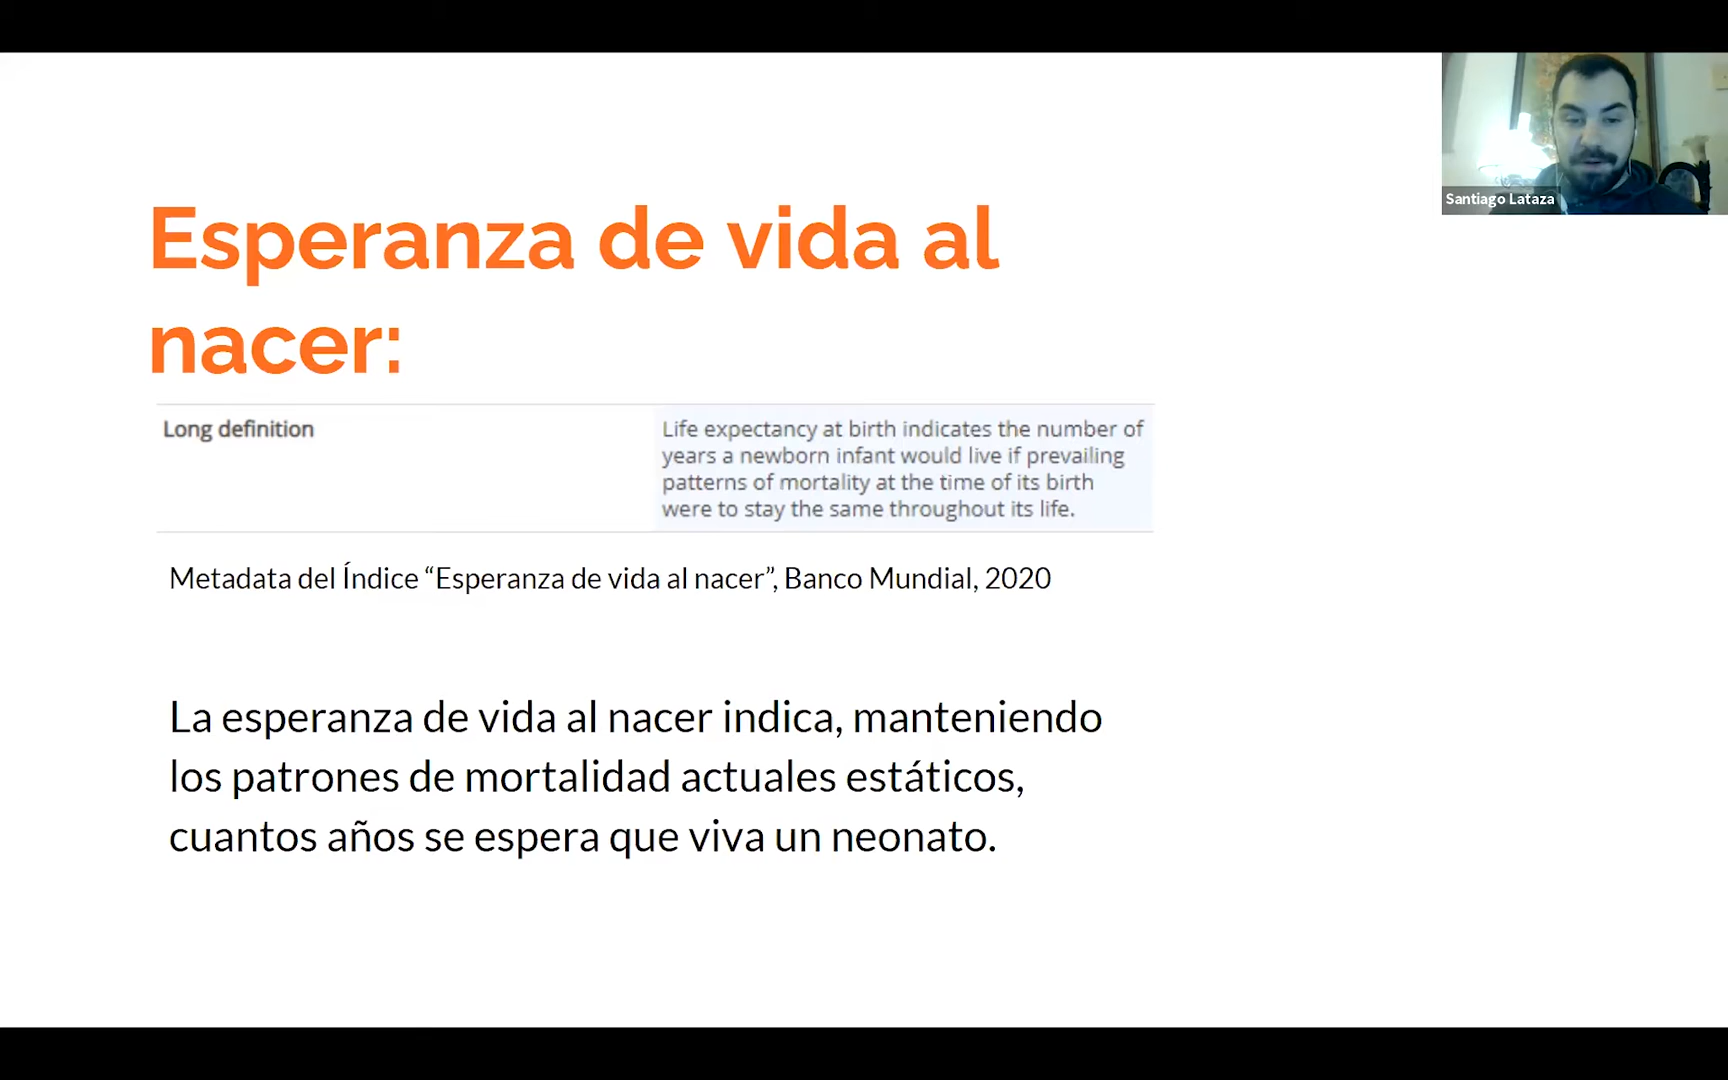 Santiago Lataza
Esperanza de vida al
nacer:
Long definition
Life expectancy at birth indicates the number of
years a newborn infant would live if prevailing
patterns of mortality at the time of its birth
were to stay the same throughout its life.
Metadata del Índice “Esperanza de vida al nacer”, Banco Mundial, 2020
La esperanza de vida al nacer indica, manteniendo
los patrones de mortalidad actuales estáticos,
cuantos años se espera que viva un neonato.